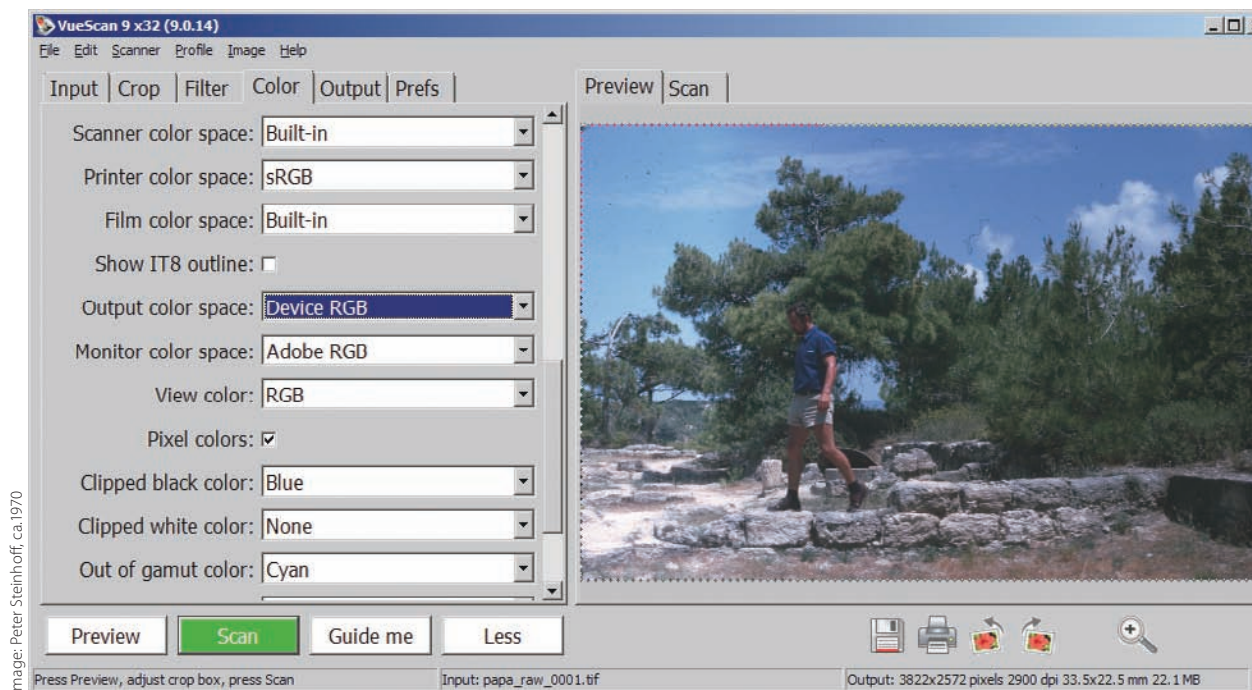 VueScan 9 x32 (9.0.14)
File Edit Scanner Profile Image Help
Input Crop Filter Color Output Prefs
Preview Scan
Scanner color space: Built-in
Printer color space: sRGB
Film color space: Built-in
Show IT8 outline:
Output color space: Device RGB
Monitor color space: Adobe RGB
View color: RGB
Pixel colors:
Clipped black color: Blue
Clipped white color: None
Out of gamut color: Cyan
Preview Scan Guide me Less
Press Preview, adjust crop box, press Scan
Input: papa_raw_0001.tif
Output: 3822x2572 pixels 2900 dpi 33.5x22.5 mm 22.1 MB
mage: Peter Steinhoff, ca.1970